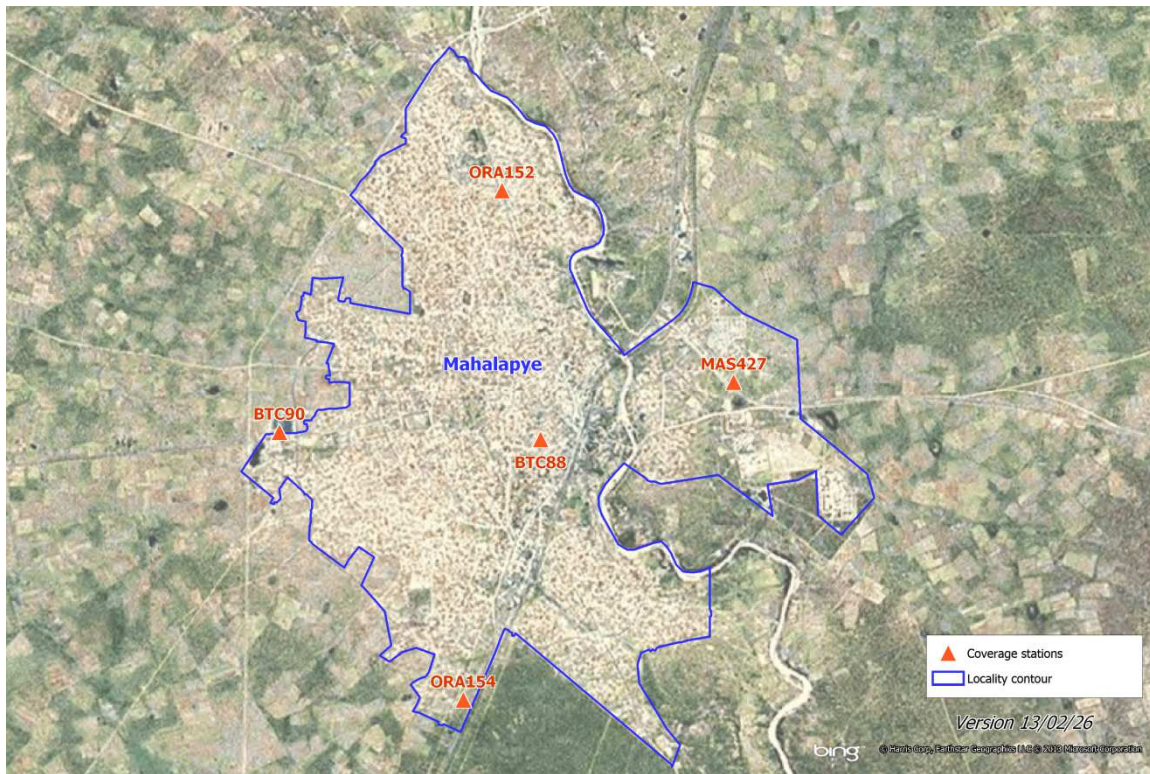 ORA152
Mahalapye
MAS427
BTC90
BTC88
ORA154
Coverage stations
Locality contour
Version 13/02/26
bing
© Harris Corp, Earthstar Geographics LLC © 2013 Microsoft Corporation